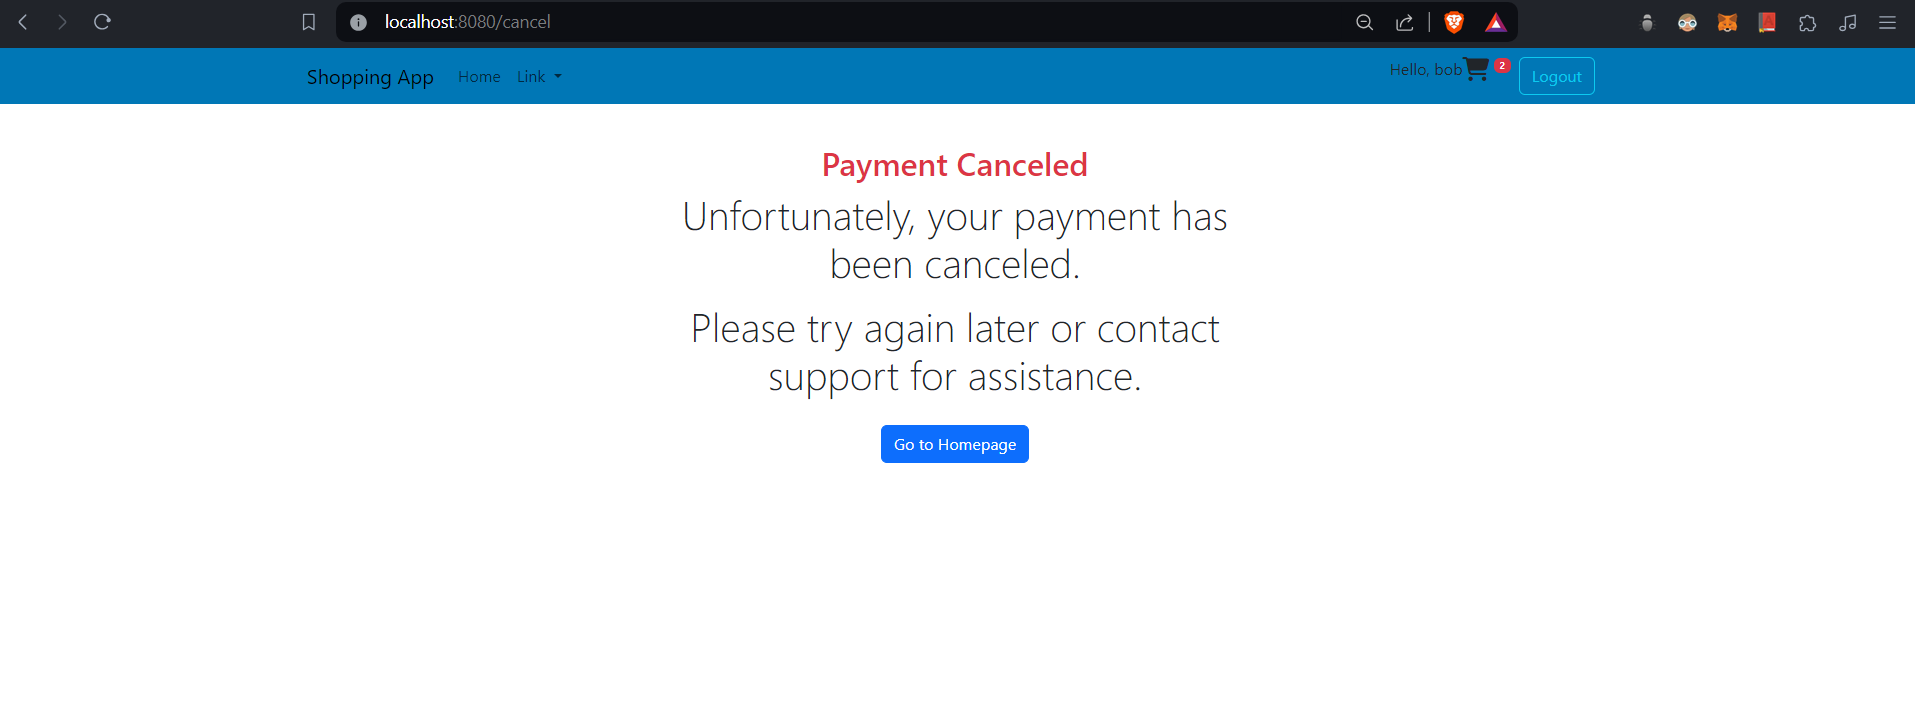 localhost:8080/cancel
Shopping App Home Link Hello, bob 2 Logout
Payment Canceled
Unfortunately, your payment has
been canceled.
Please try again later or contact
support for assistance.
Go to Homepage